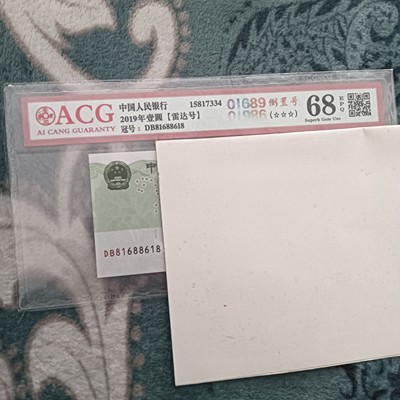 ACG
AI CANG GUARANTY
中国人民银行 15817334
2019年壹圆【雷达号】
冠号：DB81688618
01689 倒置号
(☆☆☆)
68 EPQ
Superb Gem Unc
中
DB81688618